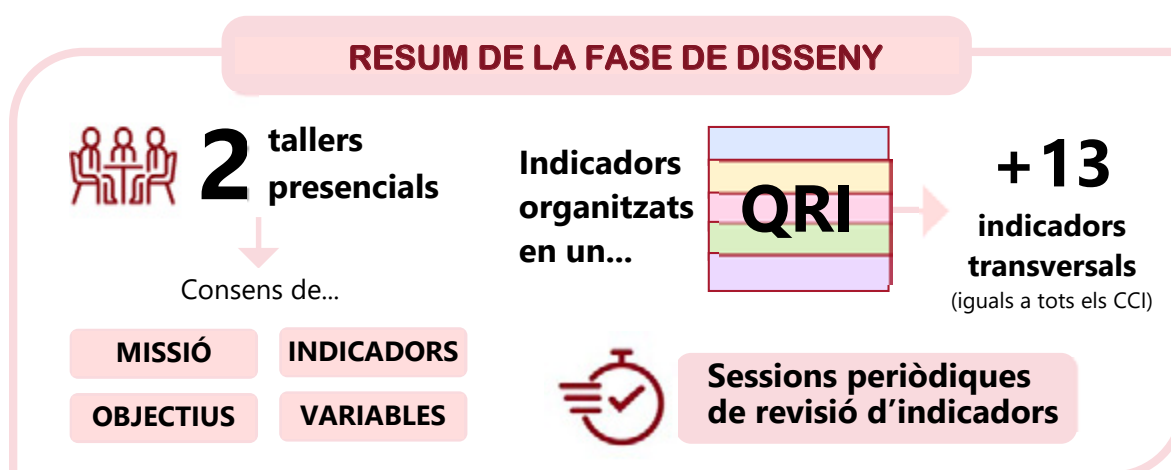 RESUM DE LA FASE DE DISSENY
2 tallers
presencials
Consens de...
MISSIÓ
INDICADORS
OBJECTIUS
VARIABLES
Indicadors
organitzats
en un...
QRI
+13
indicadors
transversals
(iguals a tots els CCI)
Sessions periòdiques
de revisió d’indicadors